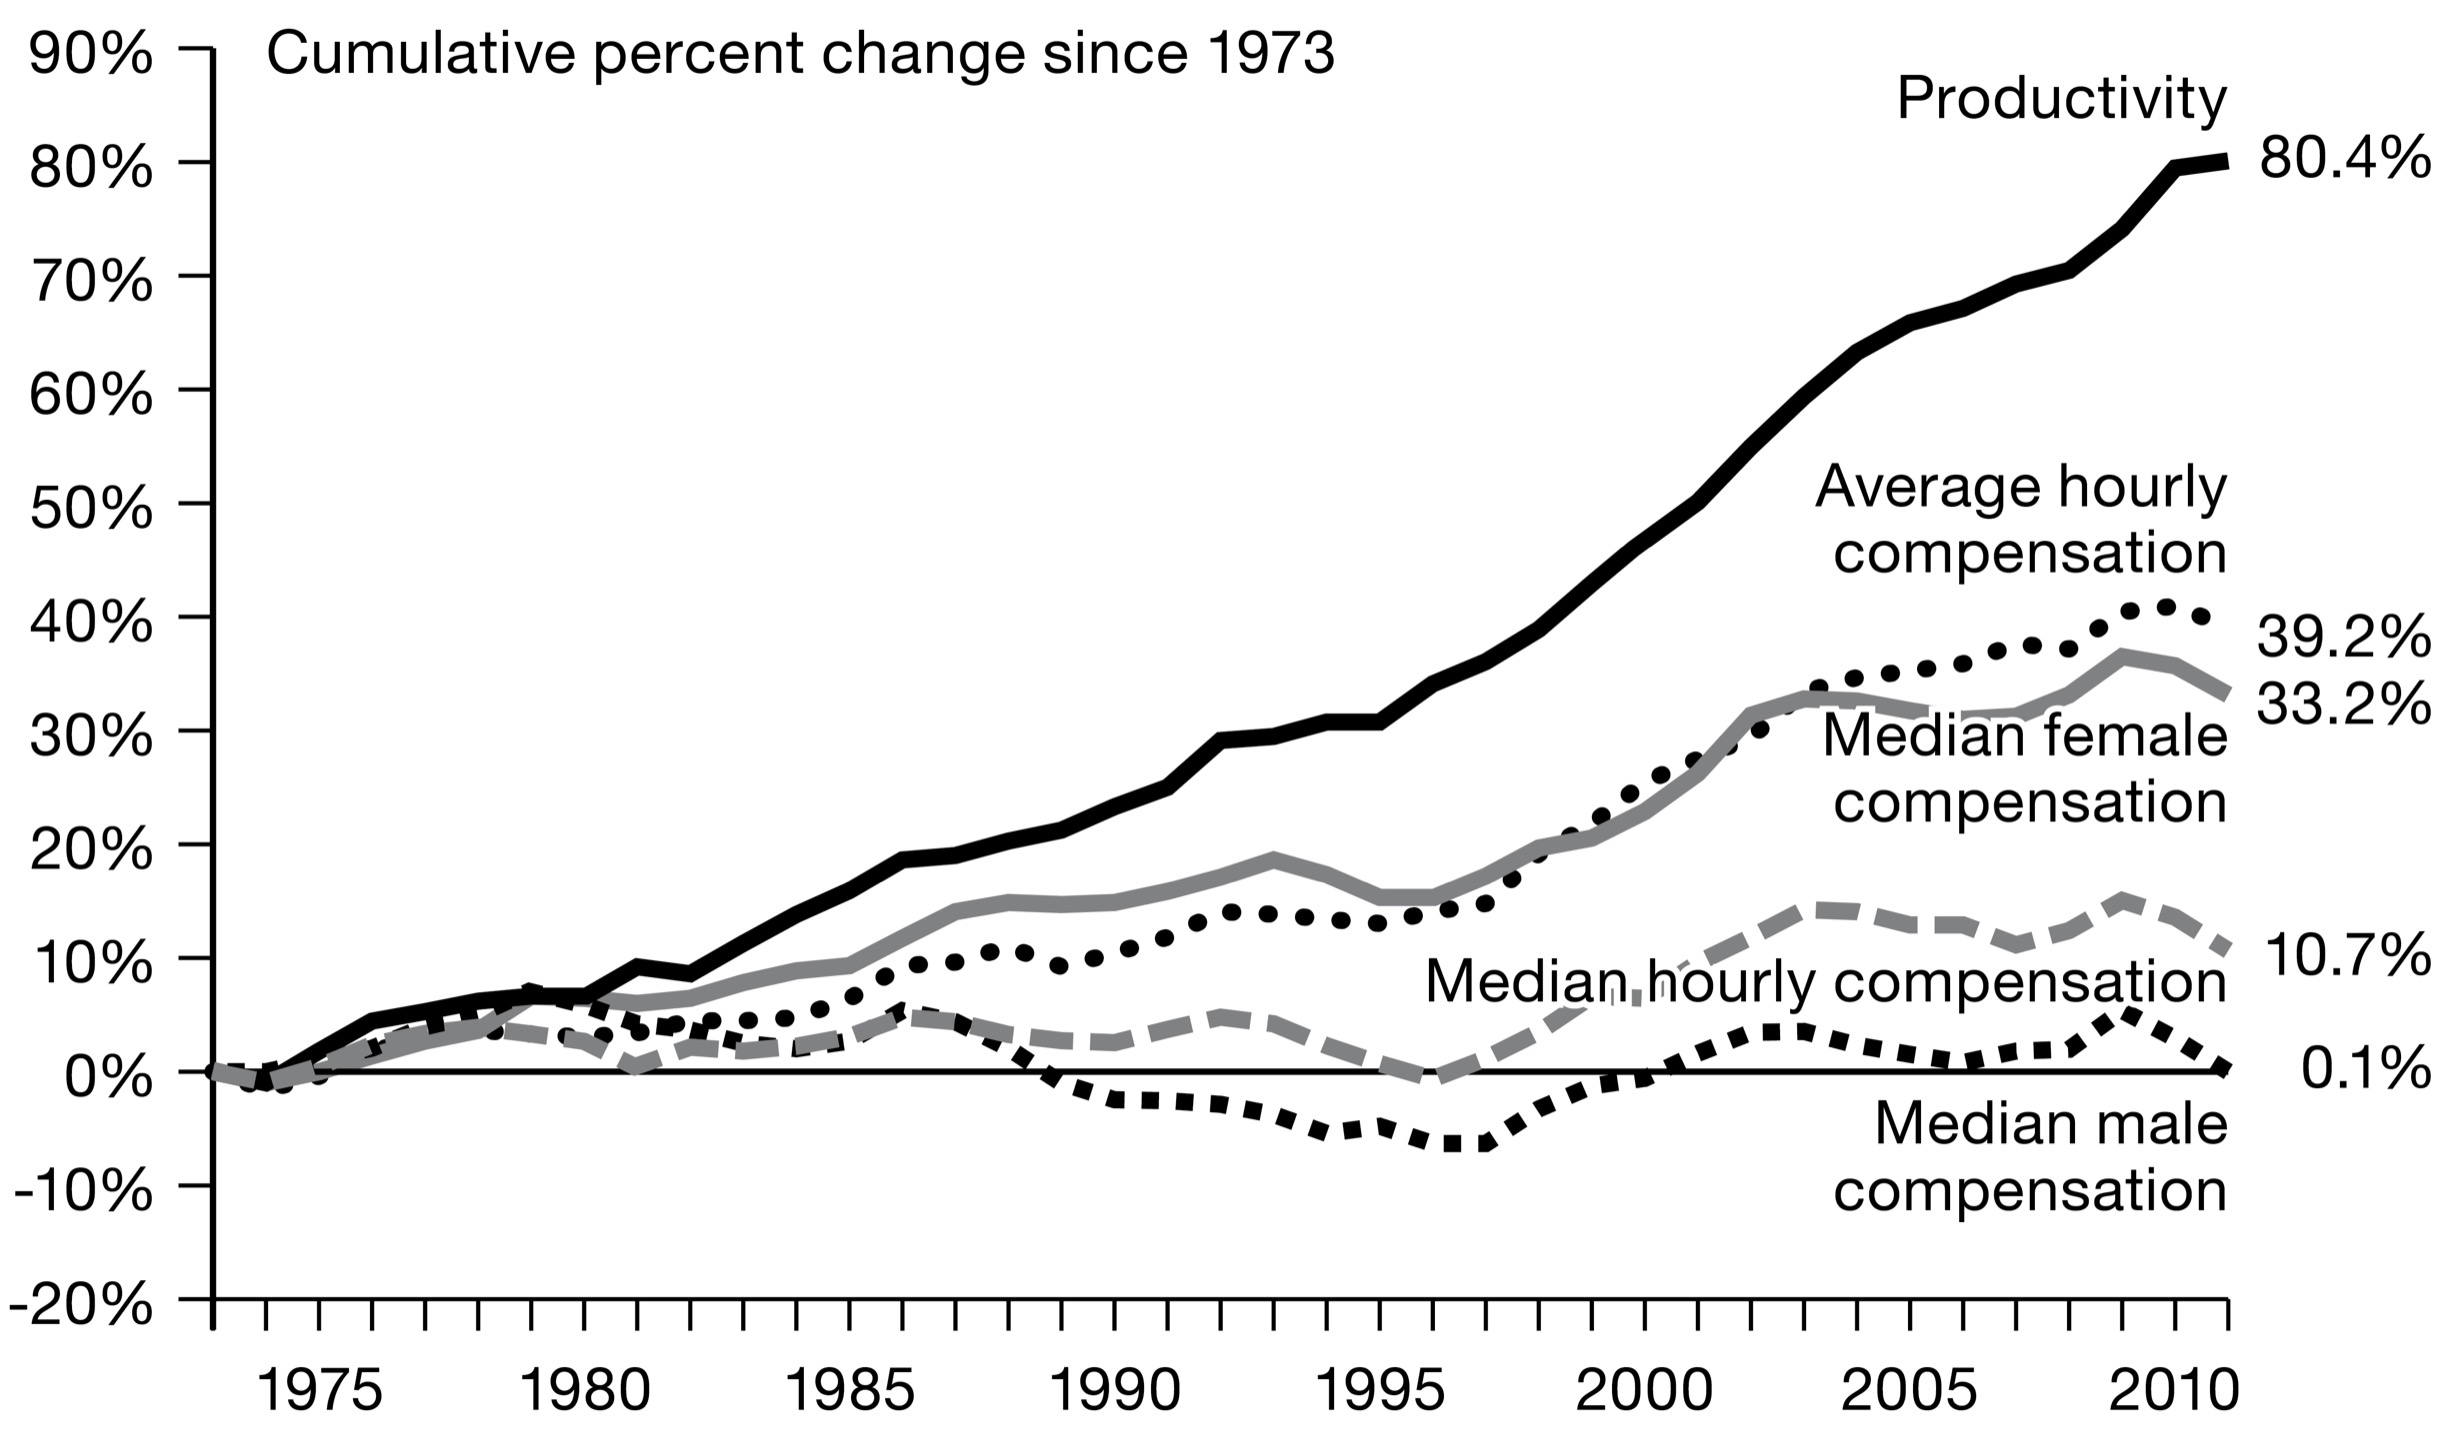 Cumulative percent change since 1973
90%
80%
70%
60%
50%
40%
30%
20%
10%
0%
-10%
-20%
Productivity
80.4%
Average hourly
compensation
39.2%
33.2%
Median female
compensation
Median hourly compensation
10.7%
0.1%
Median male
compensation
1975
1980
1985
1990
1995
2000
2005
2010